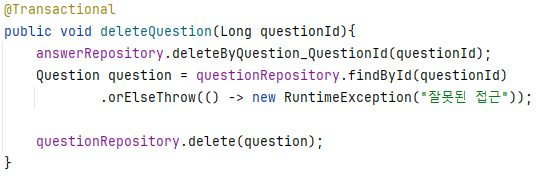 @Transactional
public void deleteQuestion(Long questionId){
    answerRepository.deleteByQuestion_QuestionId(questionId);
    Question question = questionRepository.findById(questionId)
            .orElseThrow(() -> new RuntimeException("잘못된 접근"));
    questionRepository.delete(question);
}